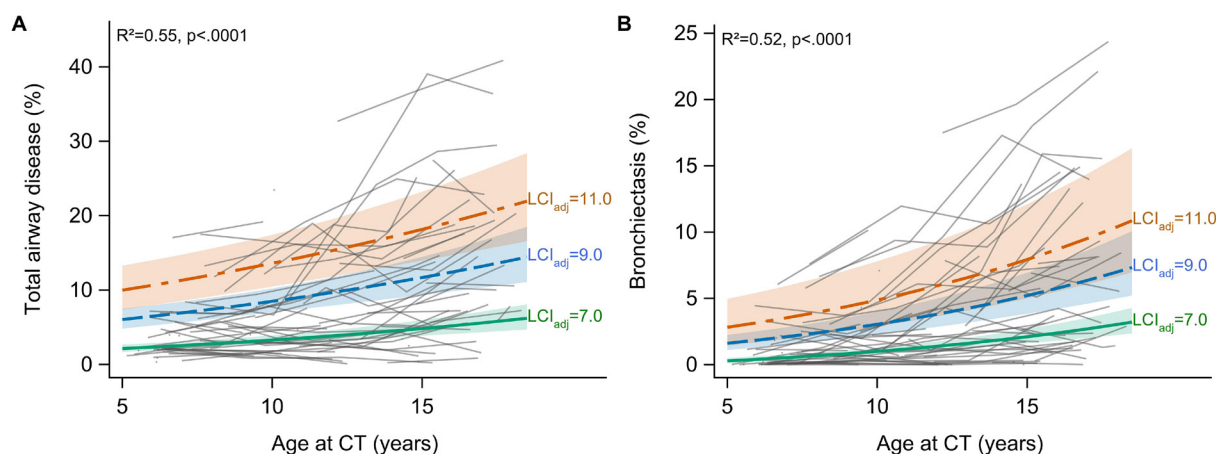 A
R²=0.55, p<.0001
Total airway disease (%)
40
30
20
10
0
LCIadj=11.0
LCIadj=9.0
LCIadj=7.0
5
10
15
Age at CT (years)
B
R²=0.52, p<.0001
Bronchiectasis (%)
25
20
15
10
5
0
LCIadj=11.0
LCIadj=9.0
LCIadj=7.0
5
10
15
Age at CT (years)